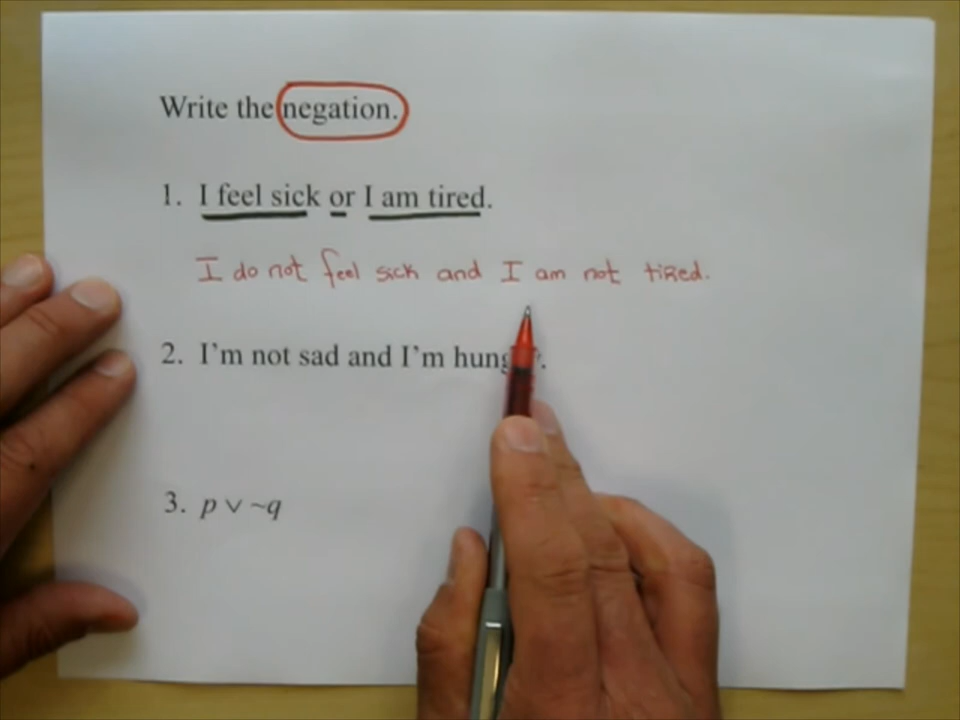 Write the negation.
1. I feel sick or I am tired.
I do not feel sick and I am not tired.
2. I'm not sad and I'm
3. p ∨ ~q